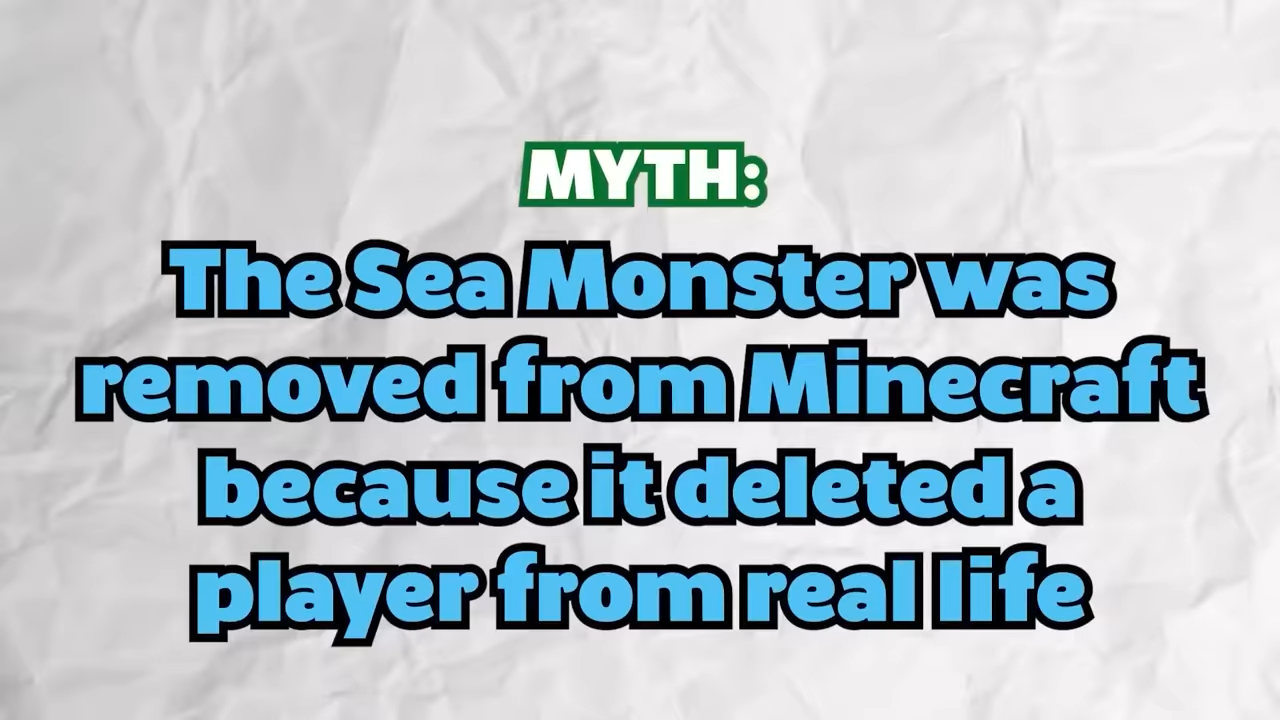 MYTH:
The Sea Monster was
removed from Minecraft
because it deleted a
player from real life